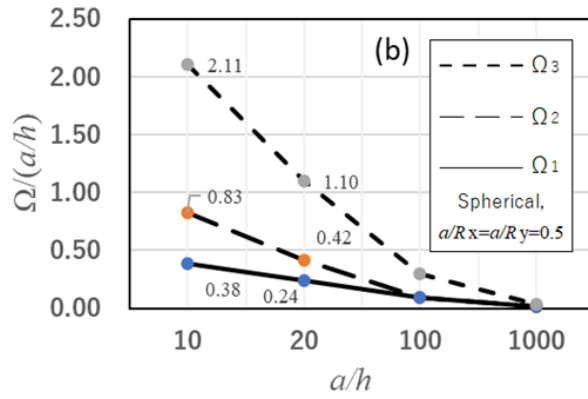 2.50
2.00
1.50
1.00
0.50
0.00
Ω/(a/h)
(b)
2.11
1.10
0.83
0.42
0.38
0.24
Ω3
Ω2
Ω1
Spherical,
a/Rx=a/Ry=0.5
10 20 100 1000
a/h